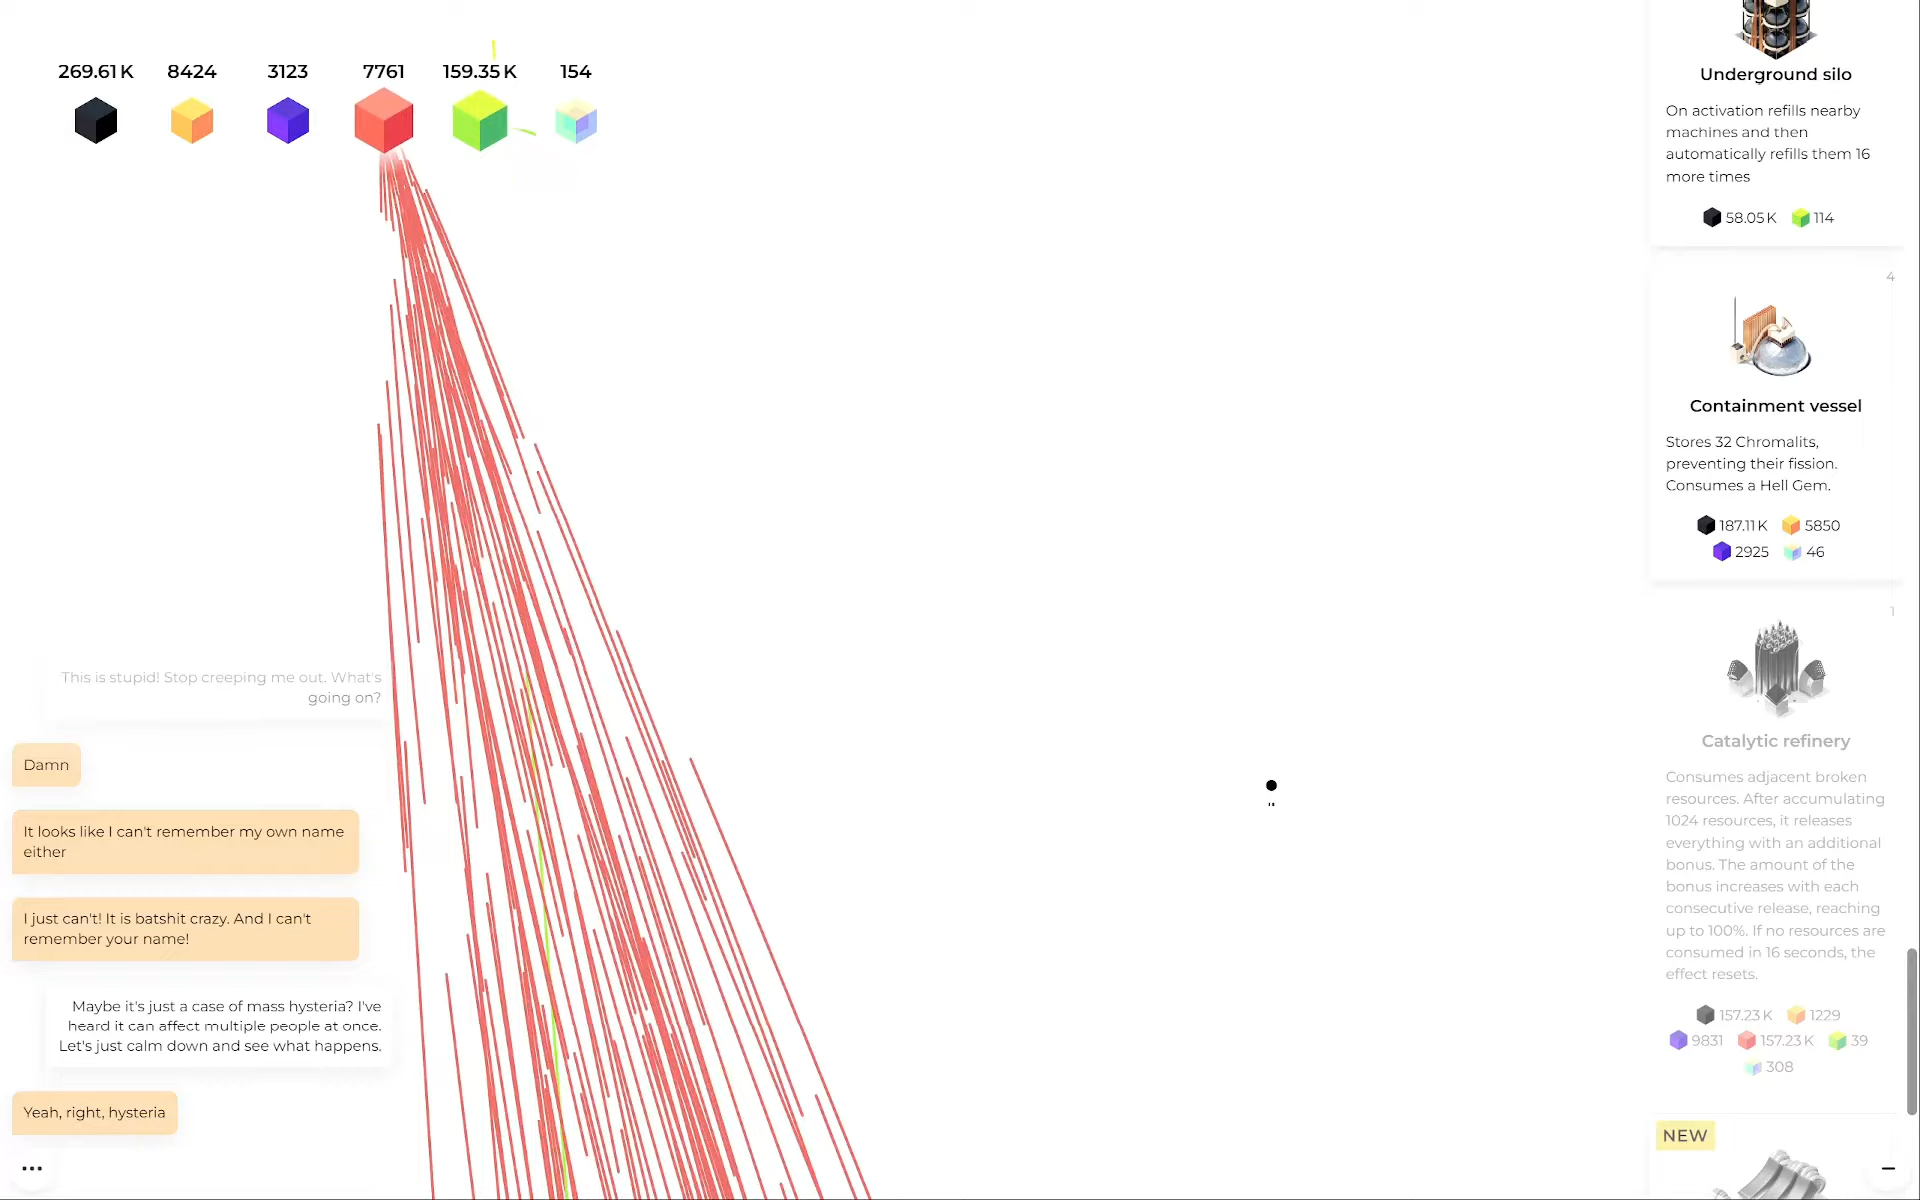 269.61 K 8424 3123 7761 159.35 K 154
This is stupid! Stop creeping me out. What's
going on?
Damn
It looks like I can't remember my own name
either
I just can't! It is batshit crazy. And I can't
remember your name!
Maybe it's just a case of mass hysteria? I've
heard it can affect multiple people at once.
Let's just calm down and see what happens.
Yeah, right, hysteria
Underground silo
On activation refills nearby
machines and then
automatically refills them 16
more times
58.05 K 114
4
Containment vessel
Stores 32 Chromalits,
preventing their fission.
Consumes a Hell Gem.
187.11 K 5850
2925 46
1
Catalytic refinery
Consumes adjacent broken
resources. After accumulating
1024 resources, it releases
everything with an additional
bonus. The amount of the
bonus increases with each
consecutive release, reaching
up to 100%. If no resources are
consumed in 16 seconds, the
effect resets.
157.23 K 1229
9831 157.23 K 39
308
NEW